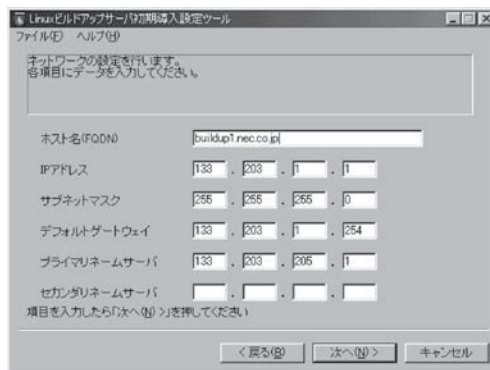 Linuxビルドアップサーバ初期導入設定ツール
ファイル(F) ヘルプ(H)
ネットワークの設定を行います。
各項目にデータを入力してください。
ホスト名(FQDN) buildup1.nec.co.jp
IPアドレス 133 . 203 . 1 . 1
サブネットマスク 255 . 255 . 255 . 0
デフォルトゲートウェイ 133 . 203 . 1 . 254
プライマリネームサーバ 133 . 203 . 205 . 1
セカンダリネームサーバ . . .
項目を入力したら「次へ(N) >」を押してください
< 戻る(B) 次へ(N) > キャンセル